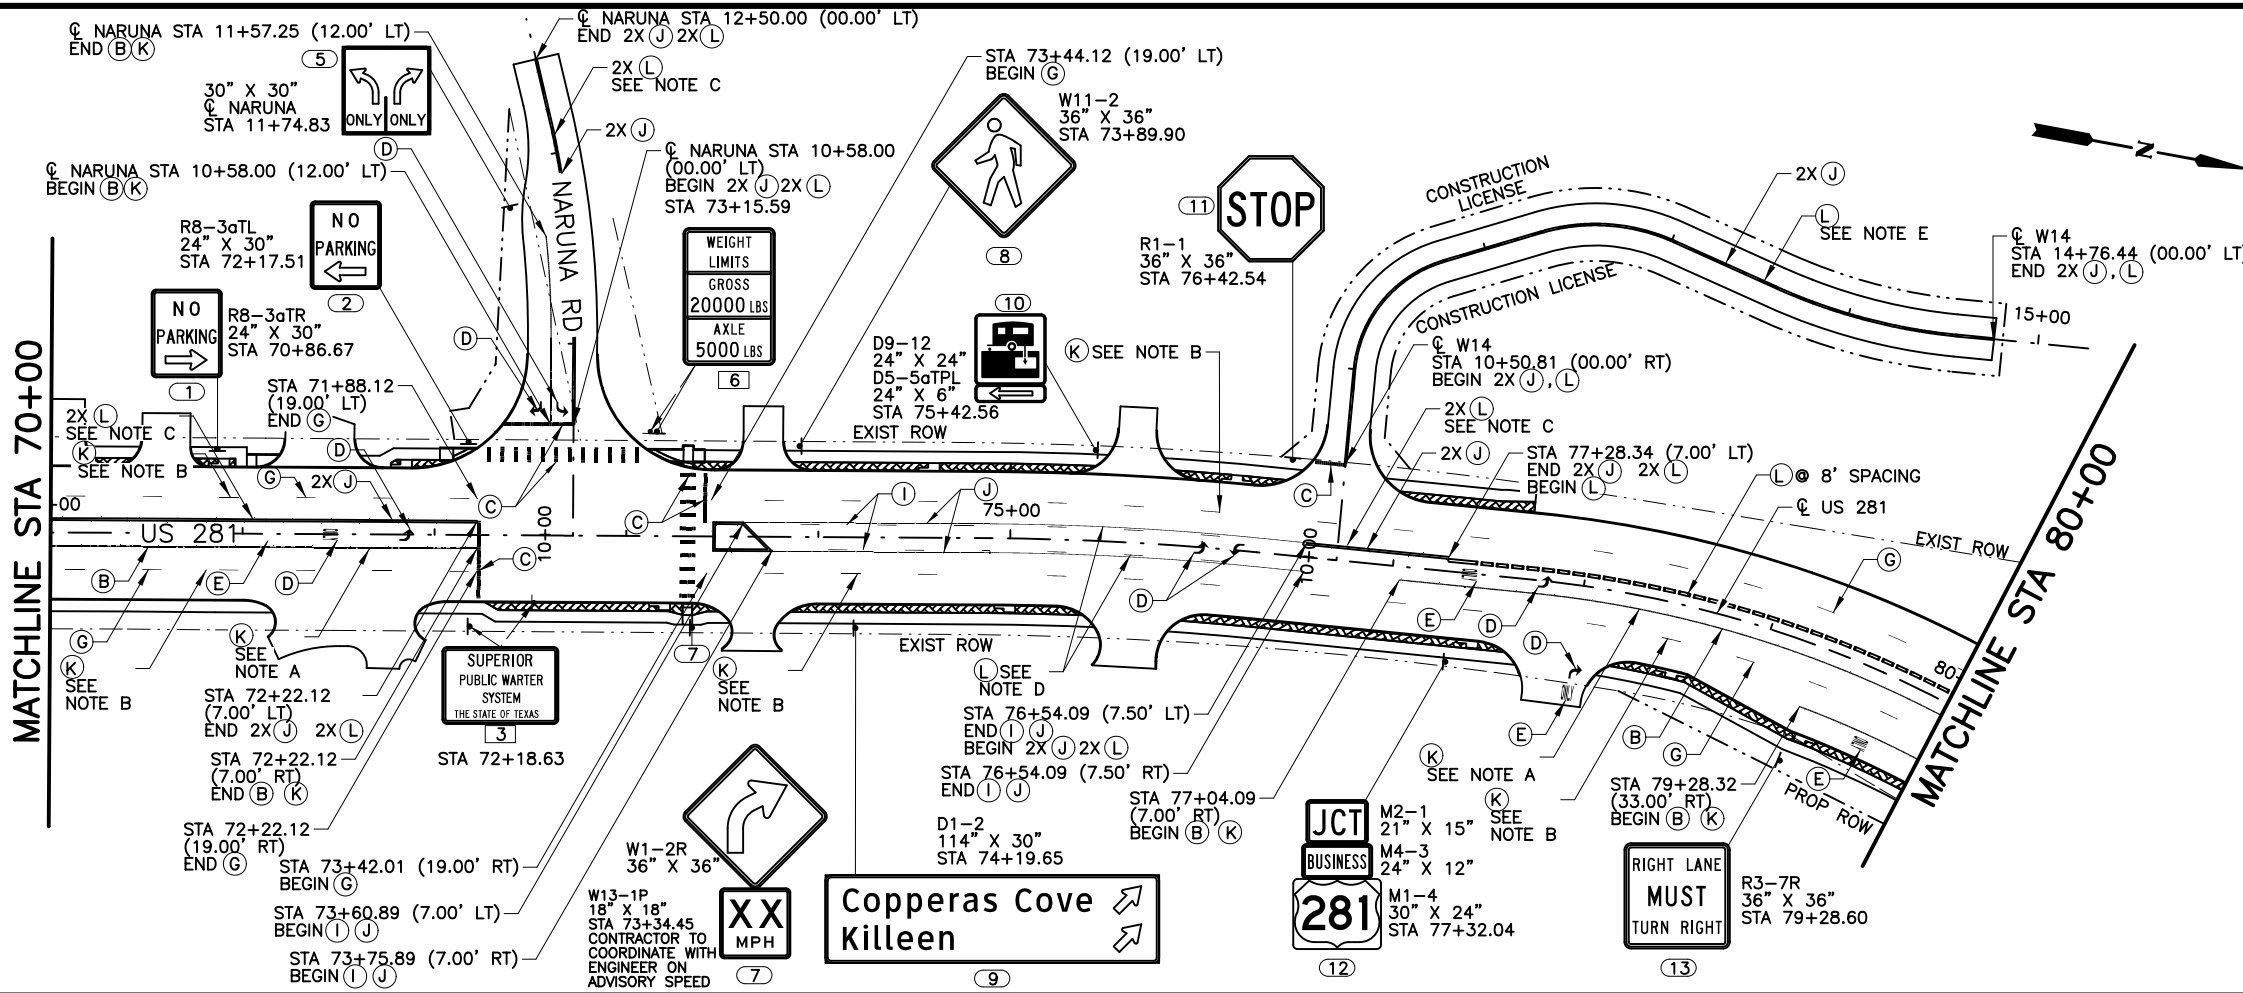 ℄ NARUNA STA 11+57.25 (12.00' LT)
END Ⓑ Ⓚ
5
ONLY ONLY
30" X 30"
℄ NARUNA
STA 11+74.83
℄ NARUNA STA 12+50.00 (00.00' LT)
END 2X Ⓙ 2X Ⓛ
2X Ⓛ
SEE NOTE C
2X Ⓙ
Ⓓ
℄ NARUNA STA 10+58.00 (12.00' LT)
BEGIN Ⓑ Ⓚ
℄ NARUNA STA 10+58.00
(00.00' LT)
BEGIN 2X Ⓙ 2X Ⓛ
STA 73+15.59
NARUNA RD
STA 73+44.12 (19.00' LT)
BEGIN Ⓖ
W11-2
36" X 36"
STA 73+89.90
8
11
STOP
R1-1
36" X 36"
STA 76+42.54
CONSTRUCTION
LICENSE
CONSTRUCTION LICENSE
2X Ⓙ
Ⓛ
SEE NOTE E
N
℄ W14
STA 14+76.44 (00.00' LT)
END 2X Ⓙ, Ⓛ
15+00
R8-3aTL
24" X 30"
STA 72+17.51
NO
PARKING
2
NO
PARKING
1
R8-3aTR
24" X 30"
STA 70+86.67
WEIGHT
LIMITS
GROSS
20000 LBS
AXLE
5000 LBS
6
Ⓓ
10
D9-12
24" X 24"
D5-5aTPL
24" X 6"
STA 75+42.56
EXIST ROW
Ⓚ SEE NOTE B
℄ W14
STA 10+50.81 (00.00' RT)
BEGIN 2X Ⓙ, Ⓛ
2X Ⓛ
SEE NOTE C
2X Ⓙ
STA 77+28.34 (7.00' LT)
END 2X Ⓙ 2X Ⓛ
BEGIN Ⓛ
Ⓛ @ 8' SPACING
℄ US 281
EXIST ROW
Ⓖ
MATCHLINE STA 70+00
2X Ⓛ
SEE NOTE C
Ⓚ
SEE NOTE B
STA 71+88.12
(19.00' LT)
END Ⓖ
Ⓓ
Ⓖ
2X Ⓙ
+00
US 281
Ⓒ
Ⓒ
Ⓒ
10+00
Ⓘ
Ⓙ
75+00
Ⓒ
10+00
Ⓑ
Ⓔ
Ⓓ
Ⓖ
Ⓚ
SEE
NOTE B
Ⓚ
SEE
NOTE A
Ⓓ
Ⓔ
Ⓓ
Ⓓ
Ⓔ
Ⓑ
Ⓖ
Ⓔ
ONLY
80+
MATCHLINE STA 80+00
PROP ROW
EXIST ROW
STA 72+22.12
(7.00' LT)
END 2X Ⓙ 2X Ⓛ
STA 72+22.12
(7.00' RT)
END Ⓑ Ⓚ
STA 72+22.12
(19.00' RT)
END Ⓖ
SUPERIOR
PUBLIC WARTER
SYSTEM
THE STATE OF TEXAS
3
STA 72+18.63
7
Ⓚ
SEE
NOTE B
Ⓛ SEE
NOTE D
STA 76+54.09 (7.50' LT)
END Ⓘ Ⓙ
BEGIN 2X Ⓙ 2X Ⓛ
STA 76+54.09 (7.50' RT)
END Ⓘ Ⓙ
STA 77+04.09
(7.00' RT)
BEGIN Ⓑ Ⓚ
Ⓚ
SEE NOTE A
Ⓚ
SEE
NOTE B
STA 79+28.32
(33.00' RT)
BEGIN Ⓑ Ⓚ
STA 73+42.01 (19.00' RT)
BEGIN Ⓖ
STA 73+60.89 (7.00' LT)
BEGIN Ⓘ Ⓙ
STA 73+75.89 (7.00' RT)
BEGIN Ⓘ Ⓙ
W1-2R
36" X 36"
W13-1P
18" X 18"
STA 73+34.45
CONTRACTOR TO
COORDINATE WITH
ENGINEER ON
ADVISORY SPEED
XX
MPH
7
D1-2
114" X 30"
STA 74+19.65
Copperas Cove
Killeen
9
JCT
BUSINESS
281
12
M2-1
21" X 15"
M4-3
24" X 12"
M1-4
30" X 24"
STA 77+32.04
RIGHT LANE
MUST
TURN RIGHT
13
R3-7R
36" X 36"
STA 79+28.60